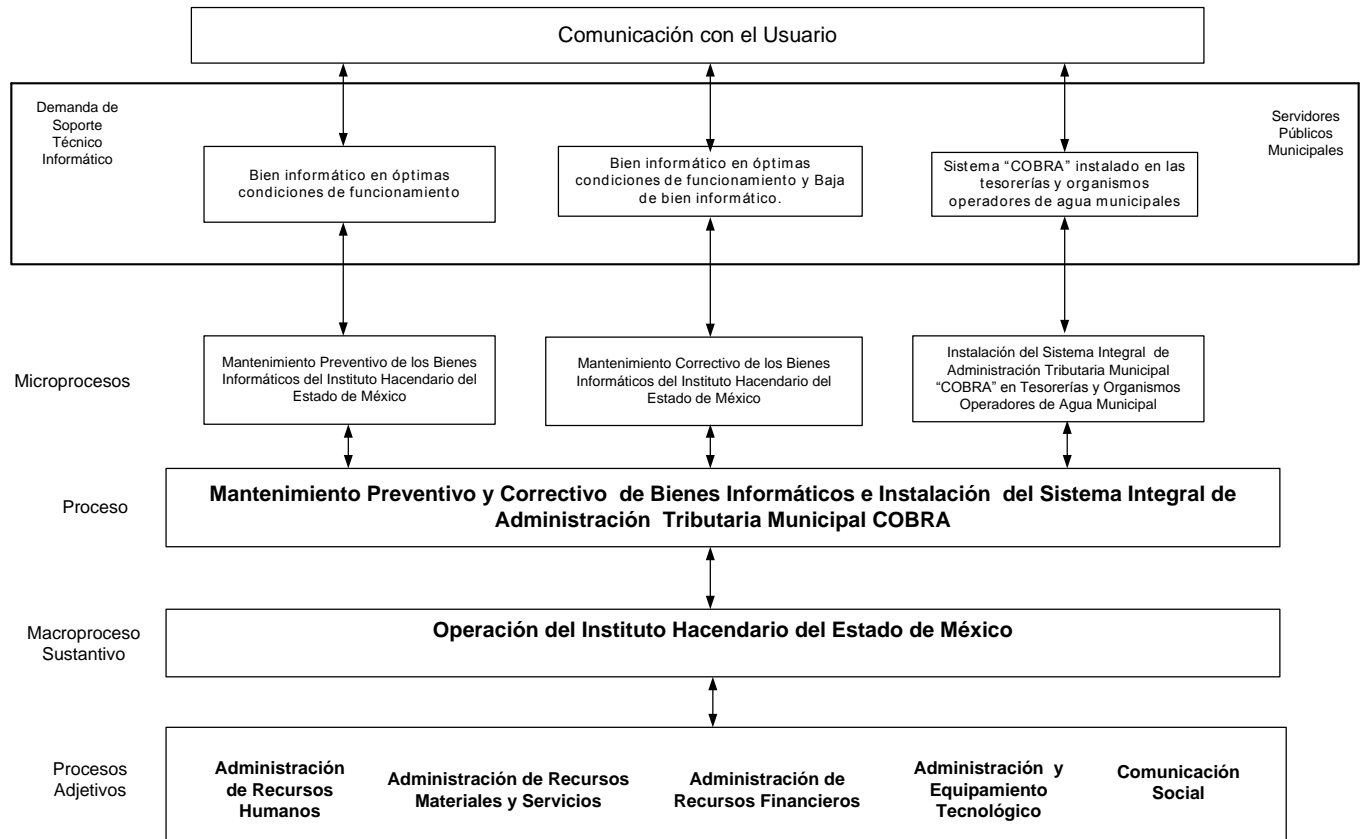 Comunicación con el Usuario
Demanda de
Soporte
Técnico
Informático
Servidores
Públicos
Municipales
Bien informático en óptimas
condiciones de funcionamiento
Bien informático en óptimas
condiciones de funcionamiento y Baja
de bien informático.
Sistema “COBRA” instalado en las
tesorerías y organismos
operadores de agua municipales
Microprocesos
Mantenimiento Preventivo de los Bienes
Informáticos del Instituto Hacendario del
Estado de México
Mantenimiento Correctivo de los Bienes
Informáticos del Instituto Hacendario del
Estado de México
Instalación del Sistema Integral de
Administración Tributaria Municipal
“COBRA” en Tesorerías y Organismos
Operadores de Agua Municipal
Proceso
Mantenimiento Preventivo y Correctivo de Bienes Informáticos e Instalación del Sistema Integral de
Administración Tributaria Municipal COBRA
Macroproceso
Sustantivo
Operación del Instituto Hacendario del Estado de México
Procesos
Adjetivos
Administración
de Recursos
Humanos
Administración de Recursos
Materiales y Servicios
Administración de
Recursos Financieros
Administración y
Equipamiento
Tecnológico
Comunicación
Social